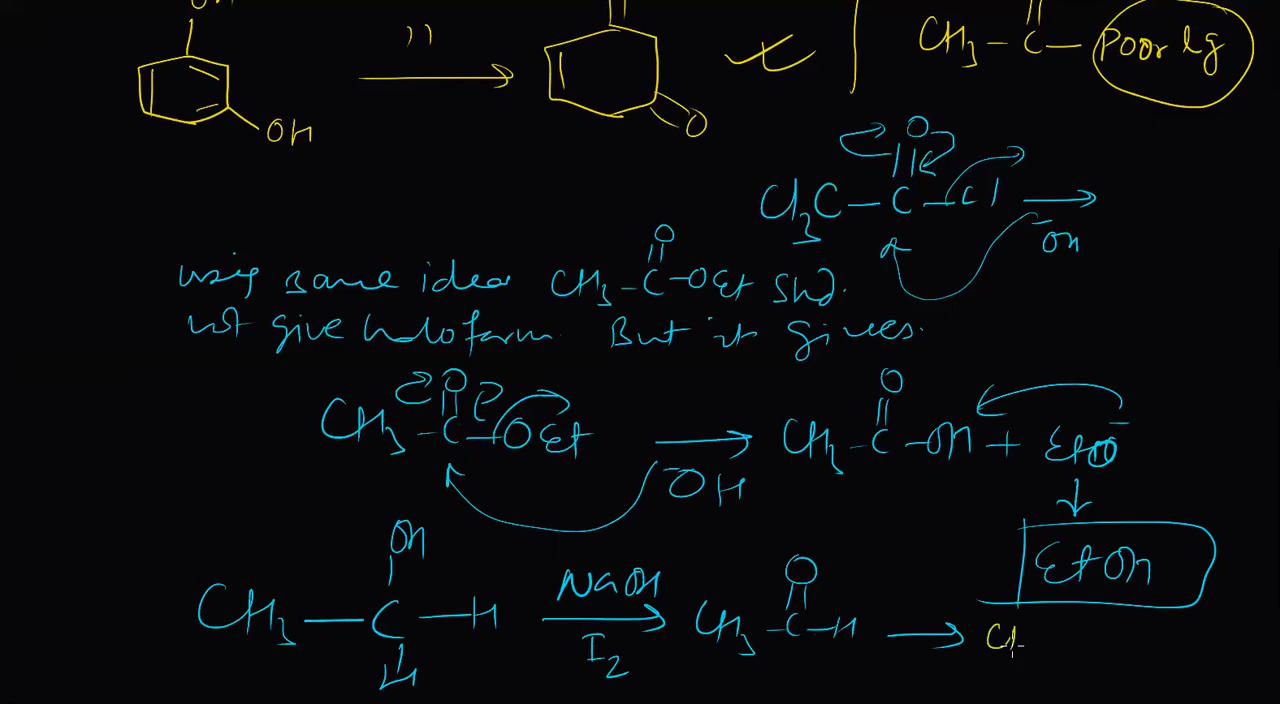 OH
O
CH3-C-Poor lg
OH
O
O
Cl3C-C-Cl
-OH
O
using same idea CH3-C-OEt shd.
not give haloform. But it gives.
O
O
CH3-C-OEt
CH3-C-OH + EtO-
-OH
OH
EtOH
O
NaOH
CH3-C-H
CH3-C-H
I2
H